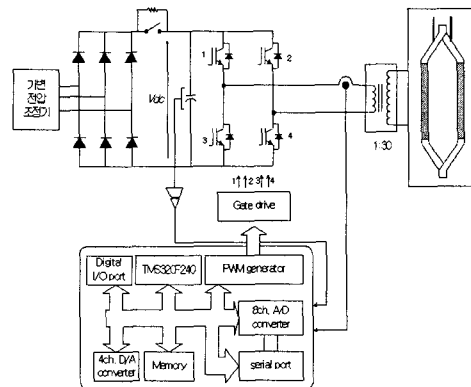 1
2
가변
전압
조정기
Vdc
3
4
1:30
1 2 3 4
Gate drive
Digital
I/O port
TMS320F240
PWM generator
8ch. A/D
converter
4ch. D/A
converter
Memory
serial port